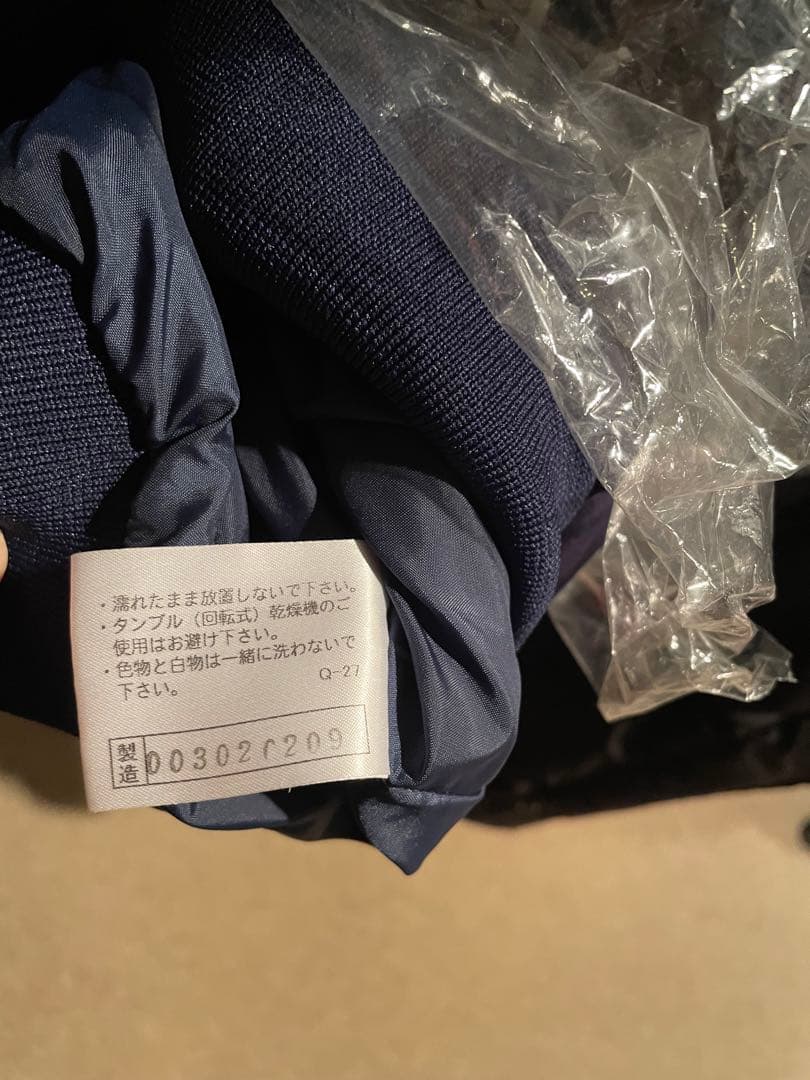 ・濡れたまま放置しないで下さい。
・タンブル（回転式）乾燥機のご
使用はお避け下さい。
・色物と白物は一緒に洗わないで
下さい。
Q-27
製造